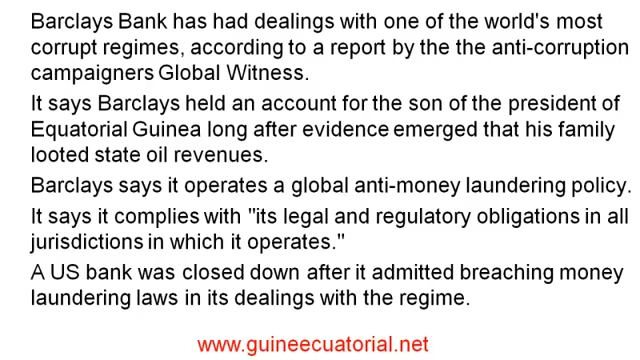 Barclays Bank has had dealings with one of the world's most
corrupt regimes, according to a report by the the anti-corruption
campaigners Global Witness.
It says Barclays held an account for the son of the president of
Equatorial Guinea long after evidence emerged that his family
looted state oil revenues.
Barclays says it operates a global anti-money laundering policy.
It says it complies with "its legal and regulatory obligations in all
jurisdictions in which it operates."
A US bank was closed down after it admitted breaching money
laundering laws in its dealings with the regime.
www.guineecuatorial.net